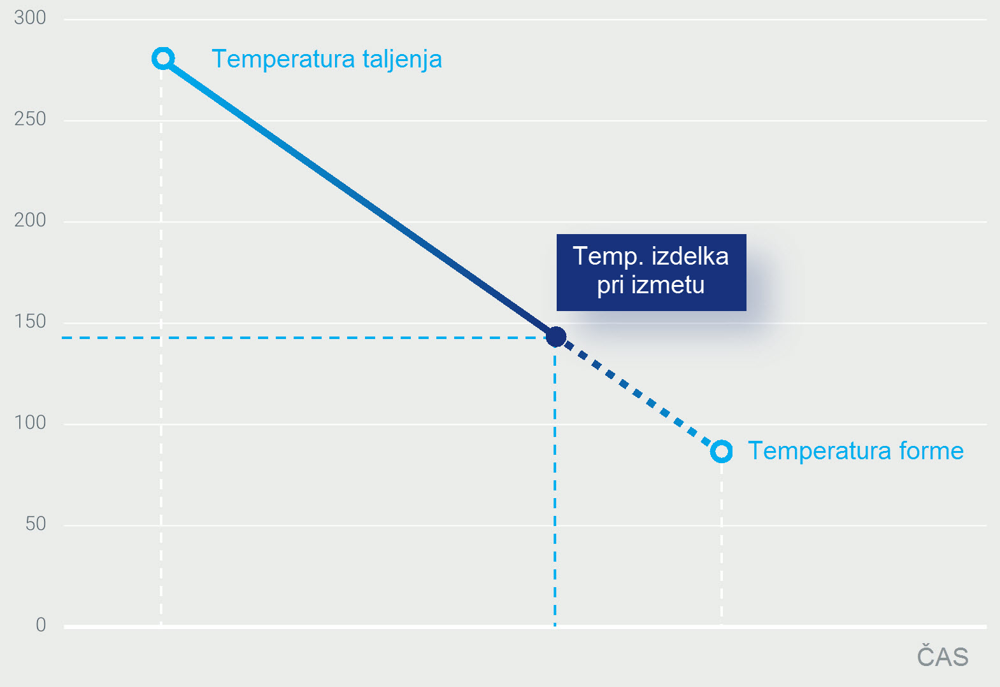 300
Temperatura taljenja
250
200
Temp. izdelka
pri izmetu
150
100
Temperatura forme
50
0
ČAS